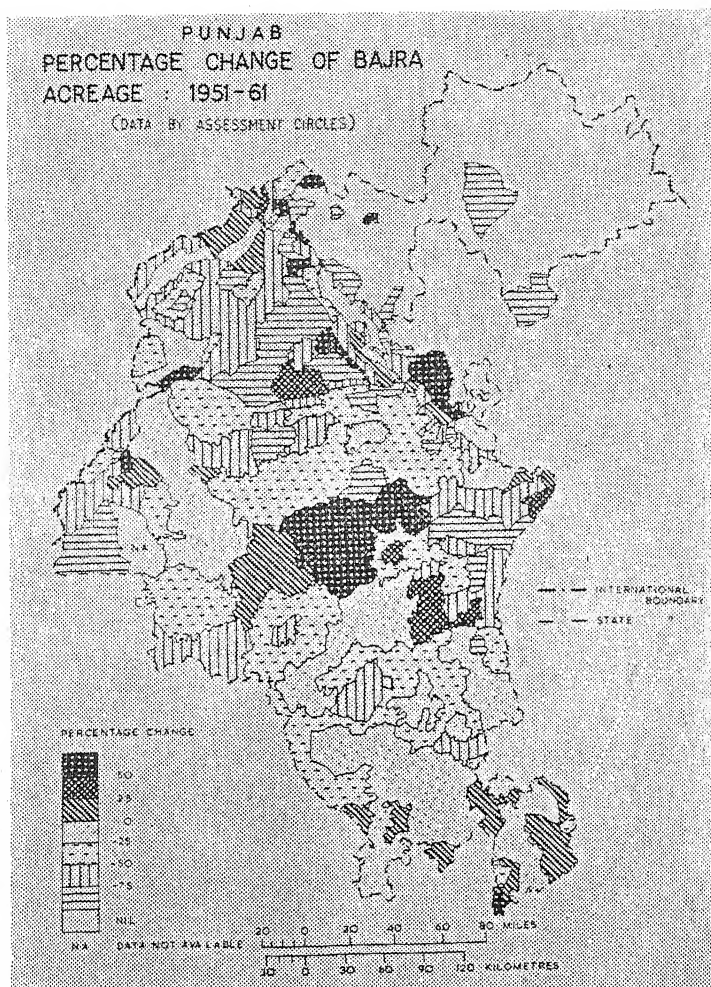 PUNJAB
PERCENTAGE CHANGE OF BAJRA
ACREAGE : 1951-61
(DATA BY ASSESSMENT CIRCLES)
NA
INTERNATIONAL
BOUNDARY
STATE "
PERCENTAGE CHANGE
50
25
0
-25
-50
-75
NIL
NA DATA NOT AVAILABLE
20 0 20 40 60 80 MILES
30 0 30 60 90 120 KILOMETRES